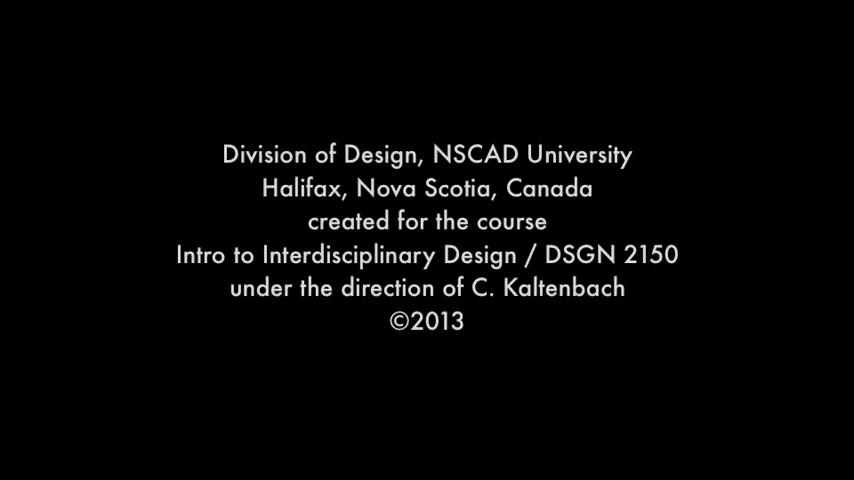 Division of Design, NSCAD University
Halifax, Nova Scotia, Canada
created for the course
Intro to Interdisciplinary Design / DSGN 2150
under the direction of C. Kaltenbach
©2013